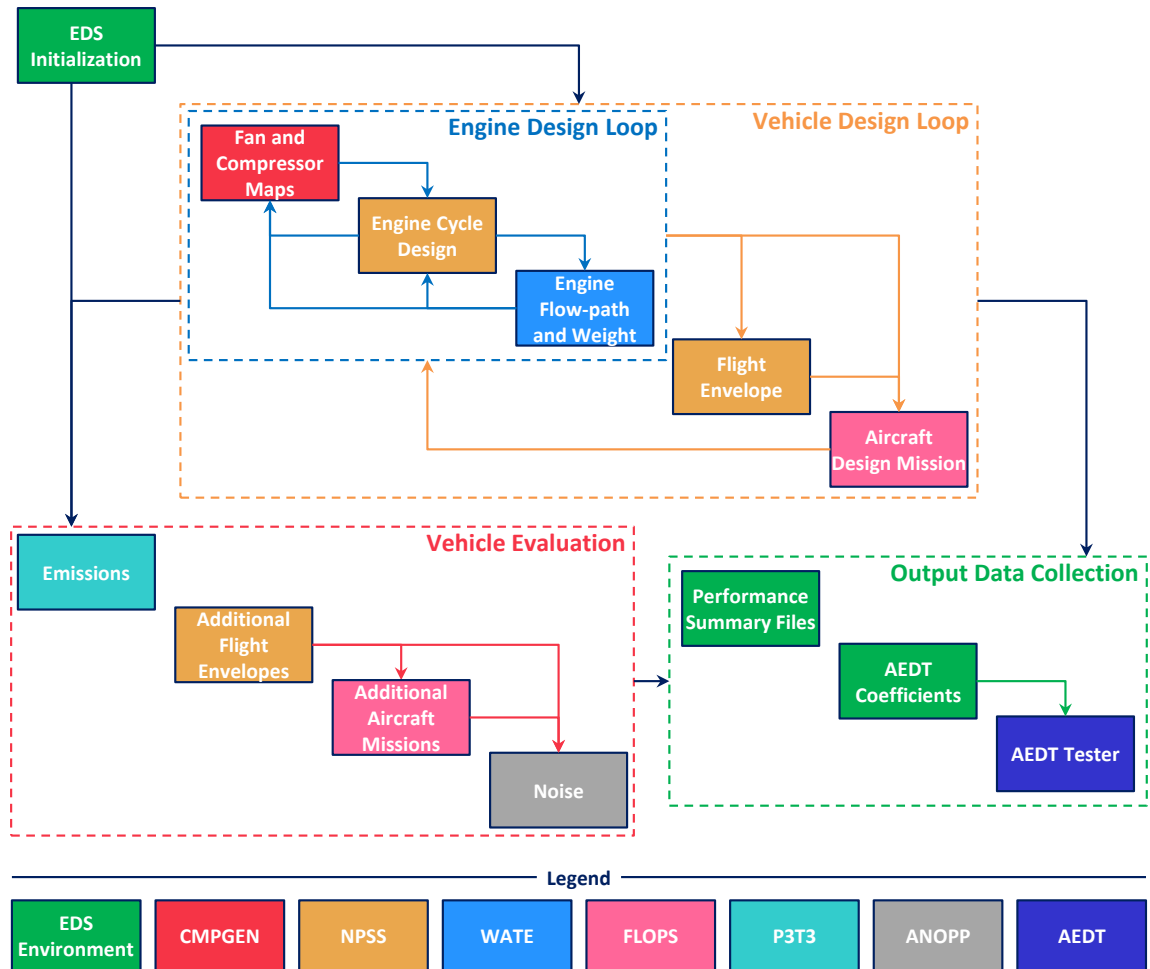 EDS
Initialization
Engine Design Loop
Vehicle Design Loop
Fan and
Compressor
Maps
Engine Cycle
Design
Engine
Flow-path
and Weight
Flight
Envelope
Aircraft
Design Mission
Vehicle Evaluation
Emissions
Additional
Flight
Envelopes
Additional
Aircraft
Missions
Noise
Output Data Collection
Performance
Summary Files
AEDT
Coefficients
AEDT Tester
Legend
EDS
Environment
CMPGEN
NPSS
WATE
FLOPS
P3T3
ANOPP
AEDT